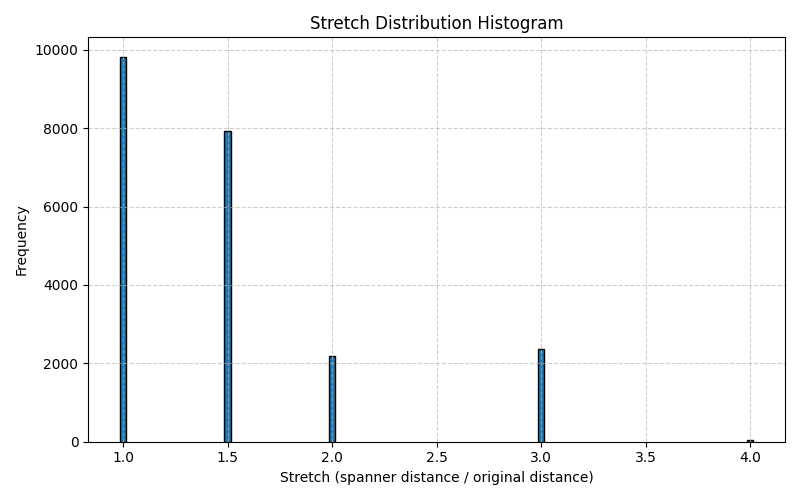 Stretch Distribution Histogram
10000
8000
6000
4000
2000
0
Frequency
1.0 1.5 2.0 2.5 3.0 3.5 4.0
Stretch (spanner distance / original distance)